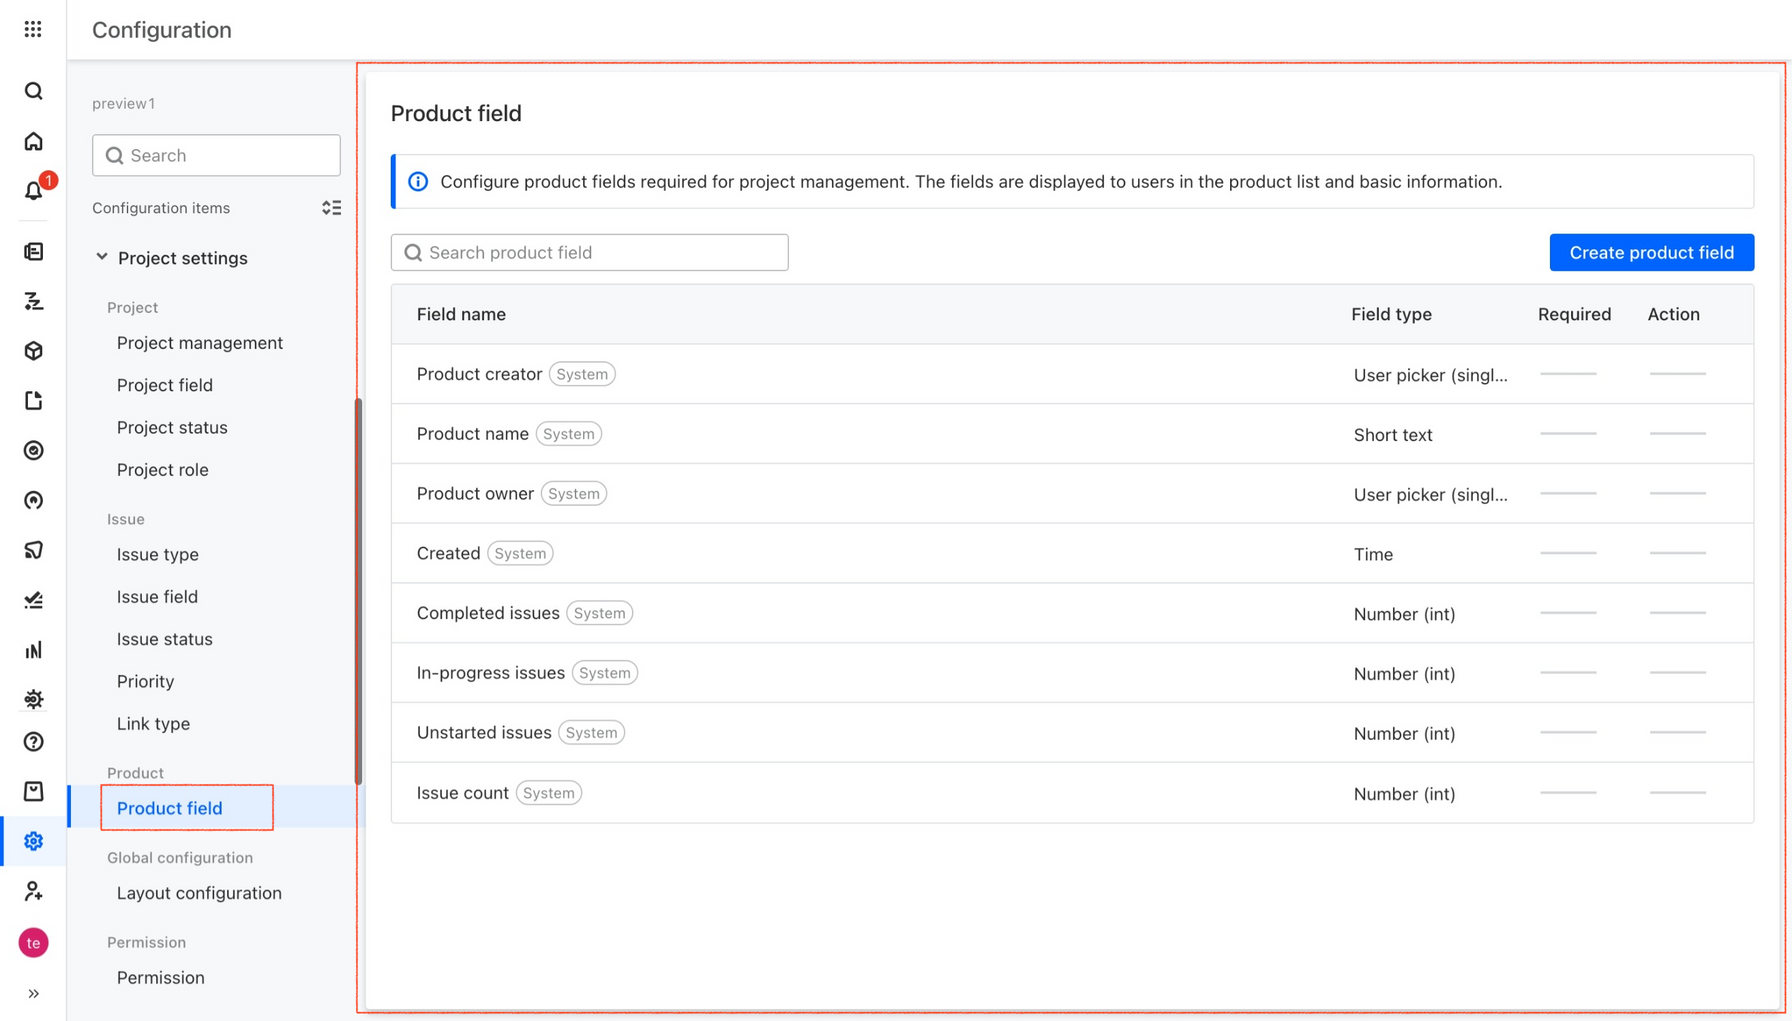 Configuration
1
preview1
Search
Configuration items
Project settings
Project
Project management
Project field
Project status
Project role
Issue
Issue type
Issue field
Issue status
Priority
Link type
Product
Product field
Global configuration
Layout configuration
Permission
Permission
te
Product field
Configure product fields required for project management. The fields are displayed to users in the product list and basic information.
Search product field
Create product field
Field name Field type Required Action
Product creator System User picker (singl...
Product name System Short text
Product owner System User picker (singl...
Created System Time
Completed issues System Number (int)
In-progress issues System Number (int)
Unstarted issues System Number (int)
Issue count System Number (int)